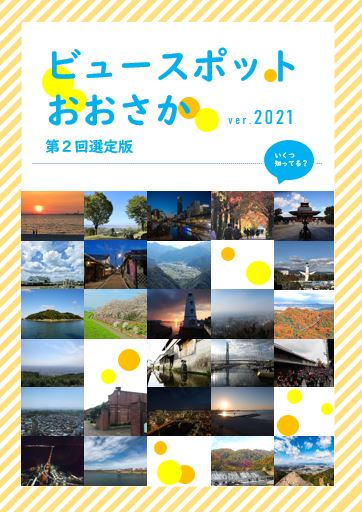 ビュースポット
おおさか ver.2021
第２回選定版
いくつ
知ってる？